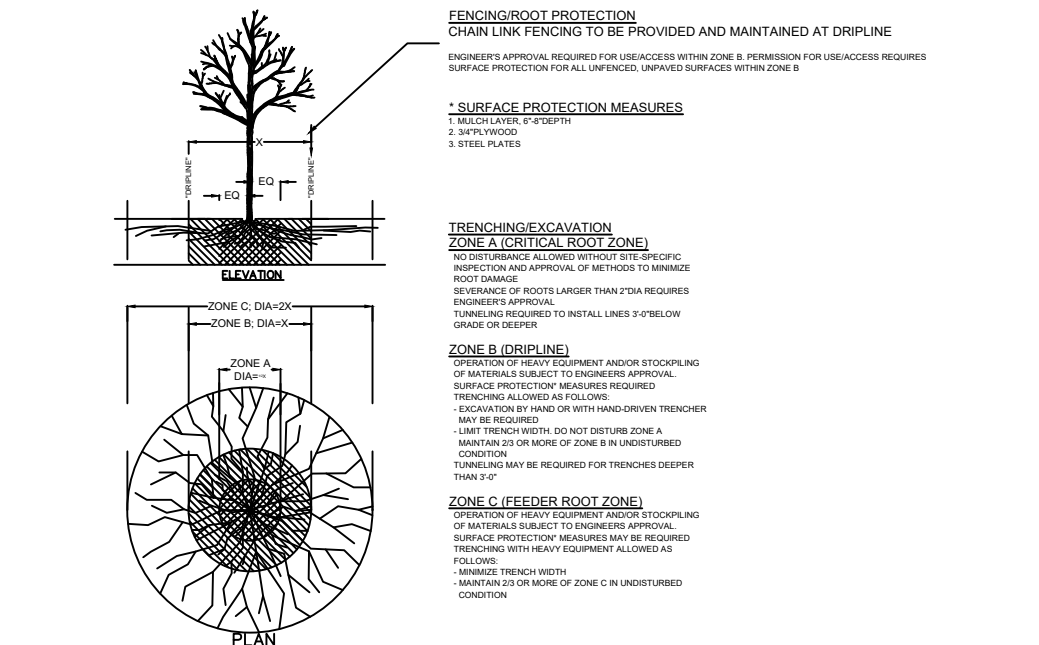 FENCING/ROOT PROTECTION
CHAIN LINK FENCING TO BE PROVIDED AND MAINTAINED AT DRIPLINE
ENGINEER'S APPROVAL REQUIRED FOR USE/ACCESS WITHIN ZONE B. PERMISSION FOR USE/ACCESS REQUIRES
SURFACE PROTECTION FOR ALL UNFENCED, UNPAVED SURFACES WITHIN ZONE B
* SURFACE PROTECTION MEASURES
1. MULCH LAYER, 6"-8"DEPTH
2. 3/4"PLYWOOD
3. STEEL PLATES
X
"DRIPLINE"
"DRIPLINE"
EQ
EQ
ELEVATION
ZONE C; DIA=2X
ZONE B; DIA=X
ZONE A
DIA=
PLAN
TRENCHING/EXCAVATION
ZONE A (CRITICAL ROOT ZONE)
NO DISTURBANCE ALLOWED WITHOUT SITE-SPECIFIC
INSPECTION AND APPROVAL OF METHODS TO MINIMIZE
ROOT DAMAGE
SEVERANCE OF ROOTS LARGER THAN 2"DIA REQUIRES
ENGINEER'S APPROVAL
TUNNELING REQUIRED TO INSTALL LINES 3'-0"BELOW
GRADE OR DEEPER
ZONE B (DRIPLINE)
OPERATION OF HEAVY EQUIPMENT AND/OR STOCKPILING
OF MATERIALS SUBJECT TO ENGINEERS APPROVAL.
SURFACE PROTECTION* MEASURES REQUIRED
TRENCHING ALLOWED AS FOLLOWS:
- EXCAVATION BY HAND OR WITH HAND-DRIVEN TRENCHER
MAY BE REQUIRED
- LIMIT TRENCH WIDTH. DO NOT DISTURB ZONE A
MAINTAIN 2/3 OR MORE OF ZONE B IN UNDISTURBED
CONDITION
TUNNELING MAY BE REQUIRED FOR TRENCHES DEEPER
THAN 3'-0"
ZONE C (FEEDER ROOT ZONE)
OPERATION OF HEAVY EQUIPMENT AND/OR STOCKPILING
OF MATERIALS SUBJECT TO ENGINEERS APPROVAL.
SURFACE PROTECTION* MEASURES MAY BE REQUIRED
TRENCHING WITH HEAVY EQUIPMENT ALLOWED AS
FOLLOWS:
- MINIMIZE TRENCH WIDTH
- MAINTAIN 2/3 OR MORE OF ZONE C IN UNDISTURBED
CONDITION